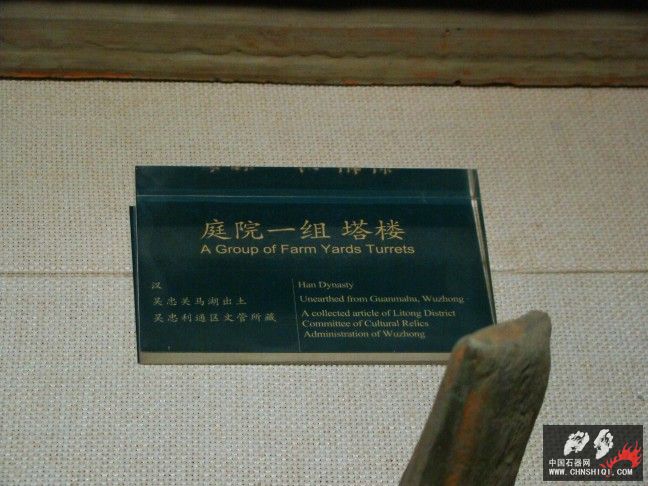 庭院一组 塔楼
A Group of Farm Yards Turrets
汉
吴忠关马湖出土
吴忠利通区文管所藏
Han Dynasty
Unearthed from Guanmahu, Wuzhong
A collected article of Litong District
Committee of Cultural Relics
Administration of Wuzhong
中国石器网
WWW.CHNSHIQI.COM